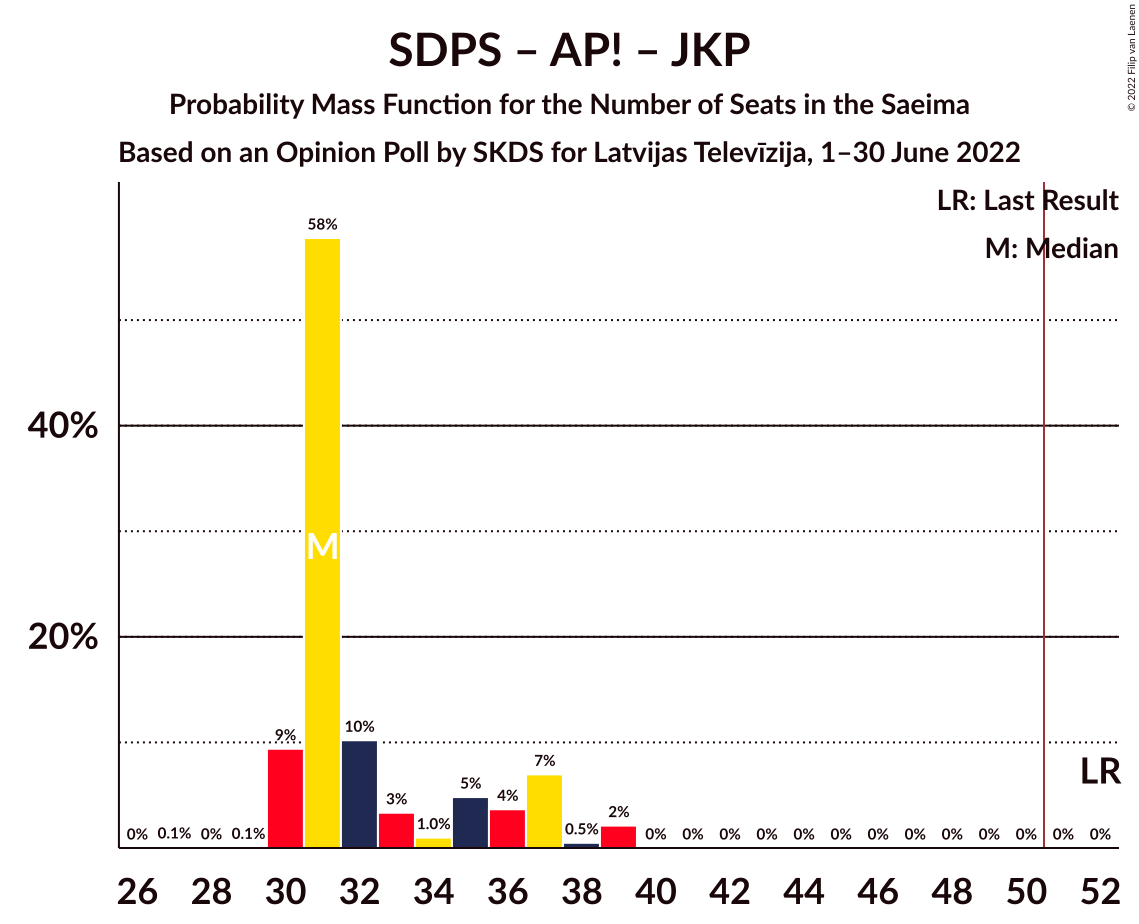 SDPS – AP! – JKP
Probability Mass Function for the Number of Seats in the Saeima
Based on an Opinion Poll by SKDS for Latvijas Televīzija, 1–30 June 2022
© 2022 Filip van Laenen
LR: Last Result
M: Median
58%
40%
M
20%
10%
9%
7%
LR
5%
4%
3%
2%
0% 0.1% 0% 0.1% 1.0% 0.5% 0% 0% 0% 0% 0% 0% 0% 0% 0% 0% 0% 0% 0%
26 28 30 32 34 36 38 40 42 44 46 48 50 52